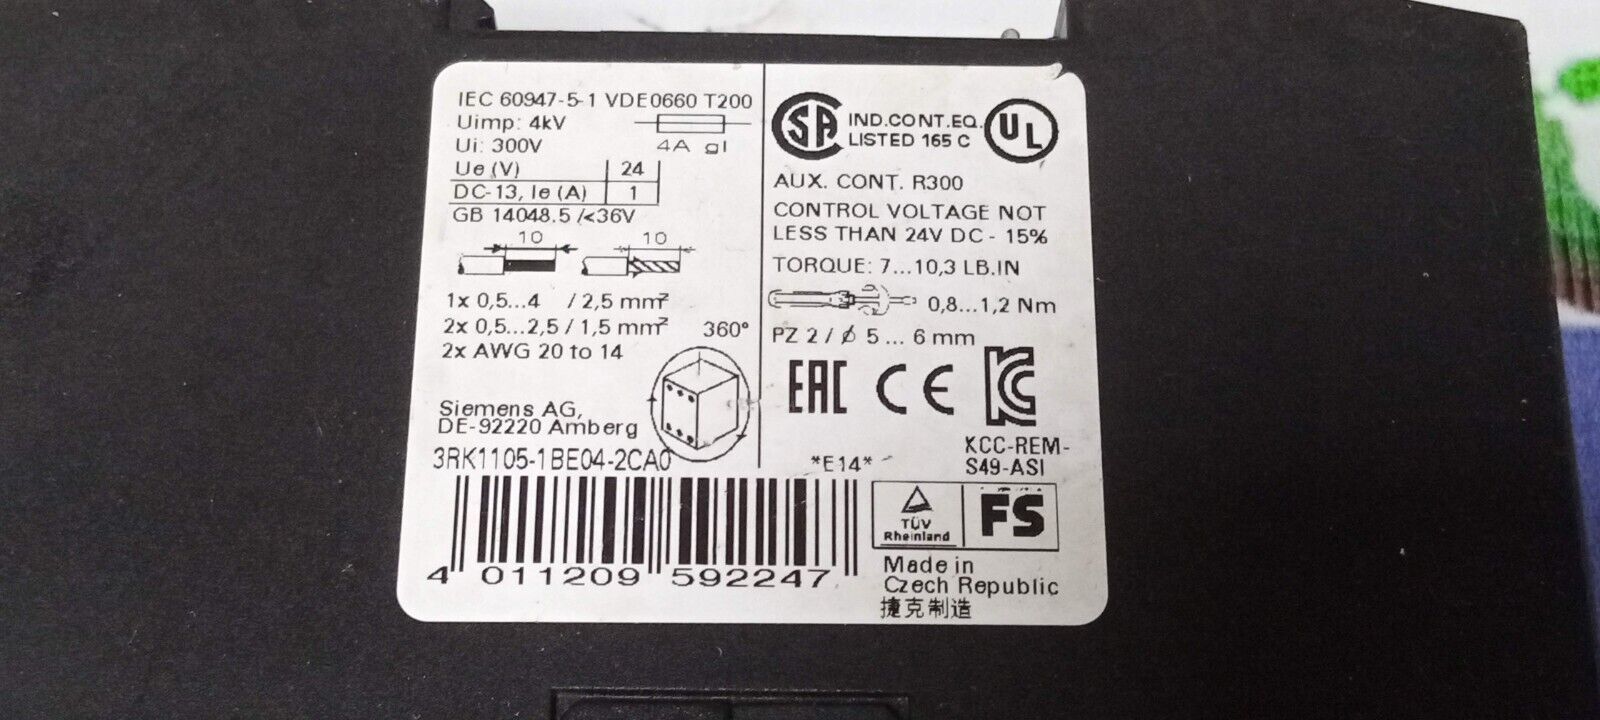 IEC 60947-5-1 VDE0660 T200
Uimp: 4kV
Ui: 300V
4A gl
Ue (V) 24
DC-13, Ie (A) 1
GB 14048.5 /<36V
10 10
1x 0,5...4 / 2,5 mm²
2x 0,5...2,5 / 1,5 mm²
2x AWG 20 to 14
360°
Siemens AG,
DE-92220 Amberg
3RK1105-1BE04-2CA0
4 011209 592247
SA
IND.CONT.EQ.
LISTED 165 C
UL
AUX. CONT. R300
CONTROL VOLTAGE NOT
LESS THAN 24V DC - 15%
TORQUE: 7...10,3 LB.IN
0,8...1,2 Nm
PZ 2 / ∅ 5 ... 6 mm
EAC CE KC
KCC-REM-
S49-ASI
*E14*
TÜV
Rheinland
FS
Made in
Czech Republic
捷克制造